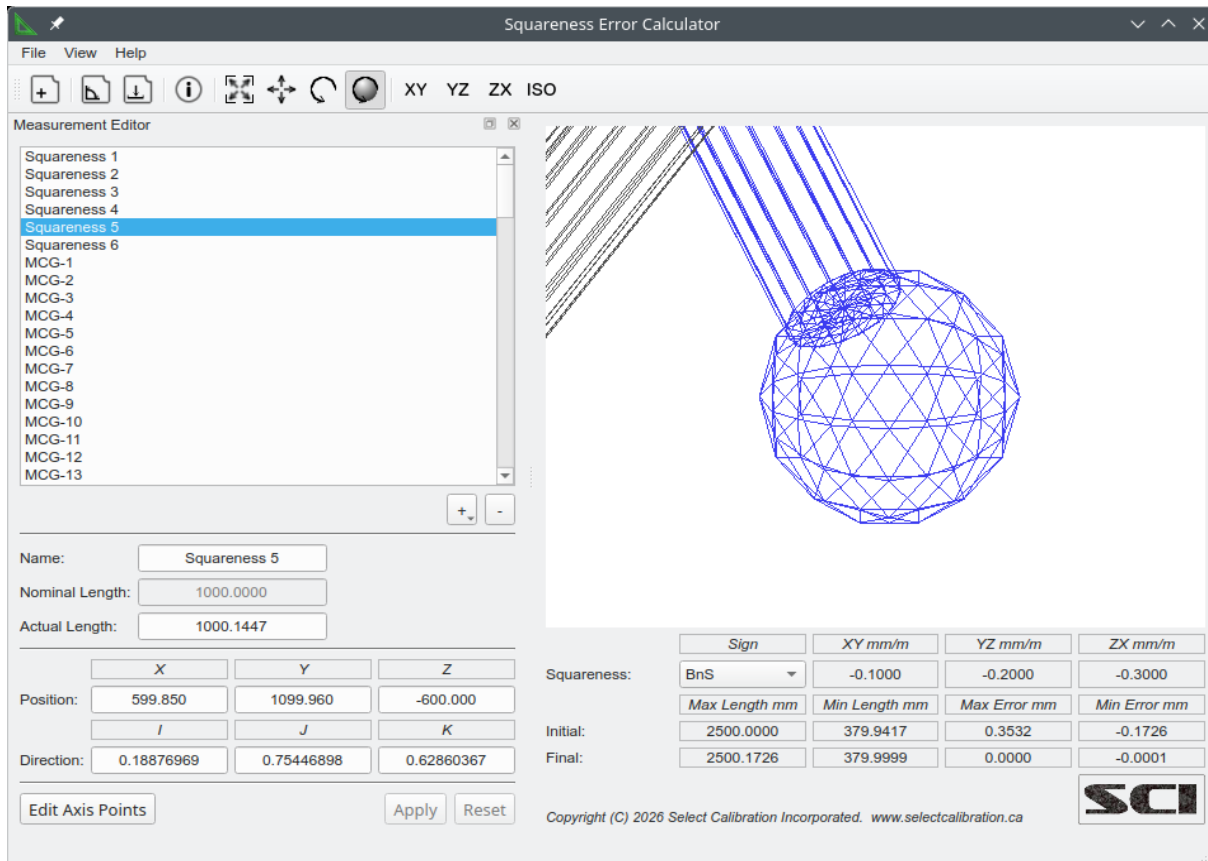 Squareness Error Calculator
File View Help
XY YZ ZX ISO
Measurement Editor
Squareness 1
Squareness 2
Squareness 3
Squareness 4
Squareness 5
Squareness 6
MCG-1
MCG-2
MCG-3
MCG-4
MCG-5
MCG-6
MCG-7
MCG-8
MCG-9
MCG-10
MCG-11
MCG-12
MCG-13
+ -
Name: Squareness 5
Nominal Length: 1000.0000
Actual Length: 1000.1447
X Y Z
Position: 599.850 1099.960 -600.000
I J K
Direction: 0.18876969 0.75446898 0.62860367
Edit Axis Points Apply Reset
Sign XY mm/m YZ mm/m ZX mm/m
Squareness: BnS -0.1000 -0.2000 -0.3000
Max Length mm Min Length mm Max Error mm Min Error mm
Initial: 2500.0000 379.9417 0.3532 -0.1726
Final: 2500.1726 379.9999 0.0000 -0.0001
Copyright (C) 2026 Select Calibration Incorporated. www.selectcalibration.ca
SCI